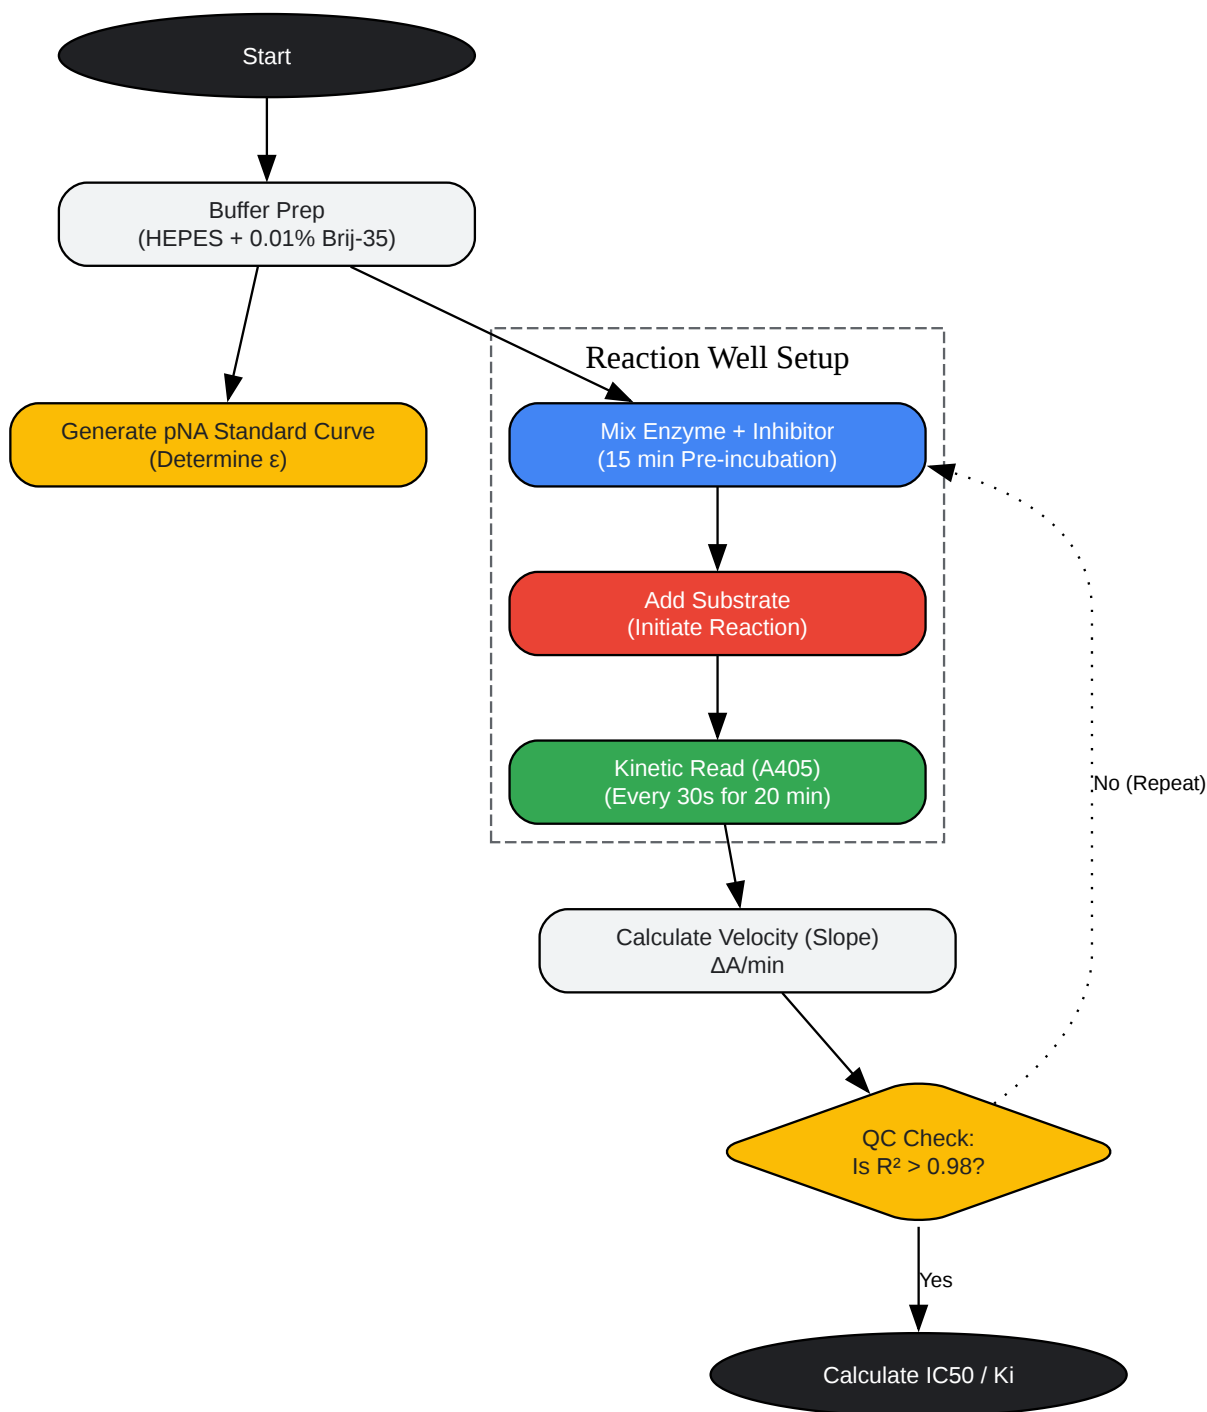 Start
Buffer Prep
(HEPES + 0.01% Brij-35)
Reaction Well Setup
Generate pNA Standard Curve
(Determine ε)
Mix Enzyme + Inhibitor
(15 min Pre-incubation)
Add Substrate
(Initiate Reaction)
Kinetic Read (A405)
(Every 30s for 20 min)
No (Repeat)
Calculate Velocity (Slope)
ΔA/min
QC Check:
Is R² > 0.98?
Yes
Calculate IC50 / Ki